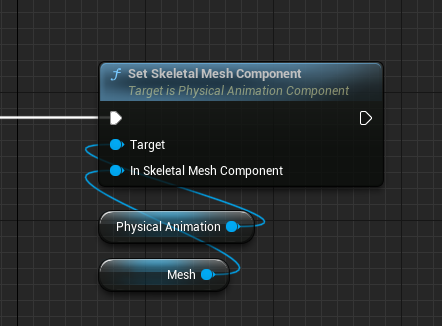 Set Skeletal Mesh Component
Target is Physical Animation Component
Target
In Skeletal Mesh Component
Physical Animation
Mesh